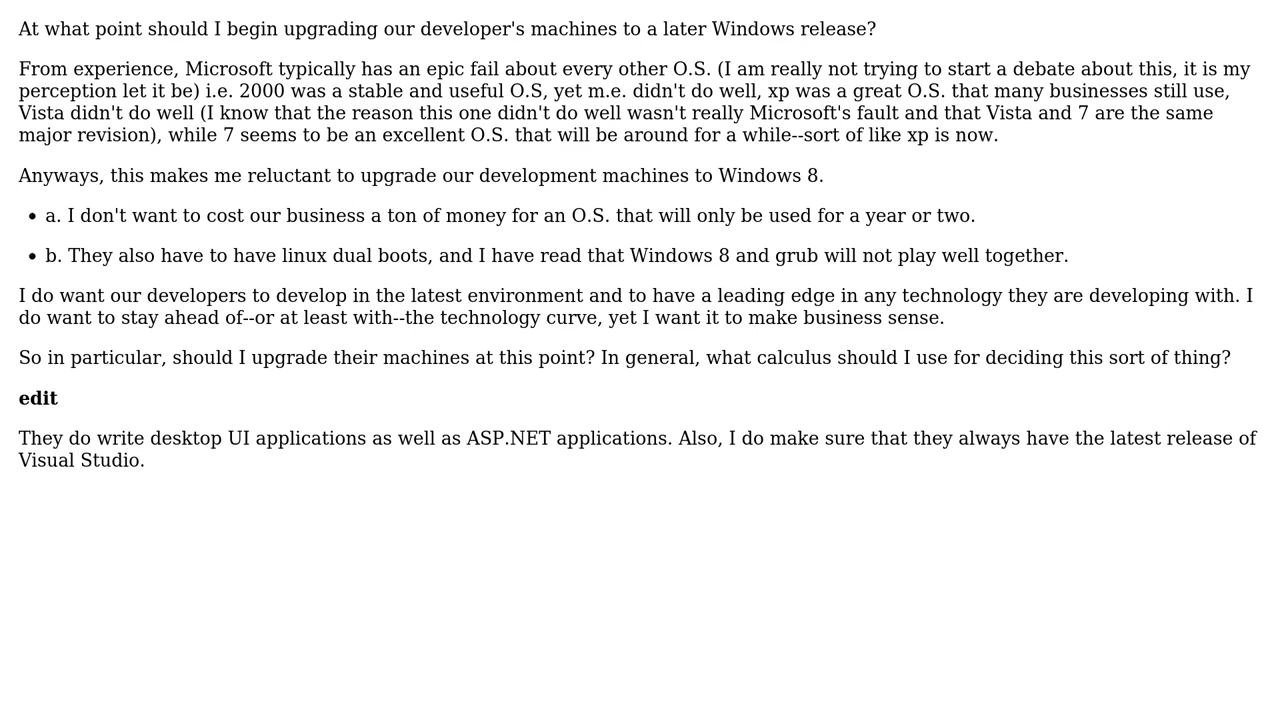 At what point should I begin upgrading our developer's machines to a later Windows release?
From experience, Microsoft typically has an epic fail about every other O.S. (I am really not trying to start a debate about this, it is my
perception let it be) i.e. 2000 was a stable and useful O.S, yet m.e. didn't do well, xp was a great O.S. that many businesses still use,
Vista didn't do well (I know that the reason this one didn't do well wasn't really Microsoft's fault and that Vista and 7 are the same
major revision), while 7 seems to be an excellent O.S. that will be around for a while--sort of like xp is now.
Anyways, this makes me reluctant to upgrade our development machines to Windows 8.
• a. I don't want to cost our business a ton of money for an O.S. that will only be used for a year or two.
• b. They also have to have linux dual boots, and I have read that Windows 8 and grub will not play well together.
I do want our developers to develop in the latest environment and to have a leading edge in any technology they are developing with. I
do want to stay ahead of--or at least with--the technology curve, yet I want it to make business sense.
So in particular, should I upgrade their machines at this point? In general, what calculus should I use for deciding this sort of thing?
edit
They do write desktop UI applications as well as ASP.NET applications. Also, I do make sure that they always have the latest release of
Visual Studio.